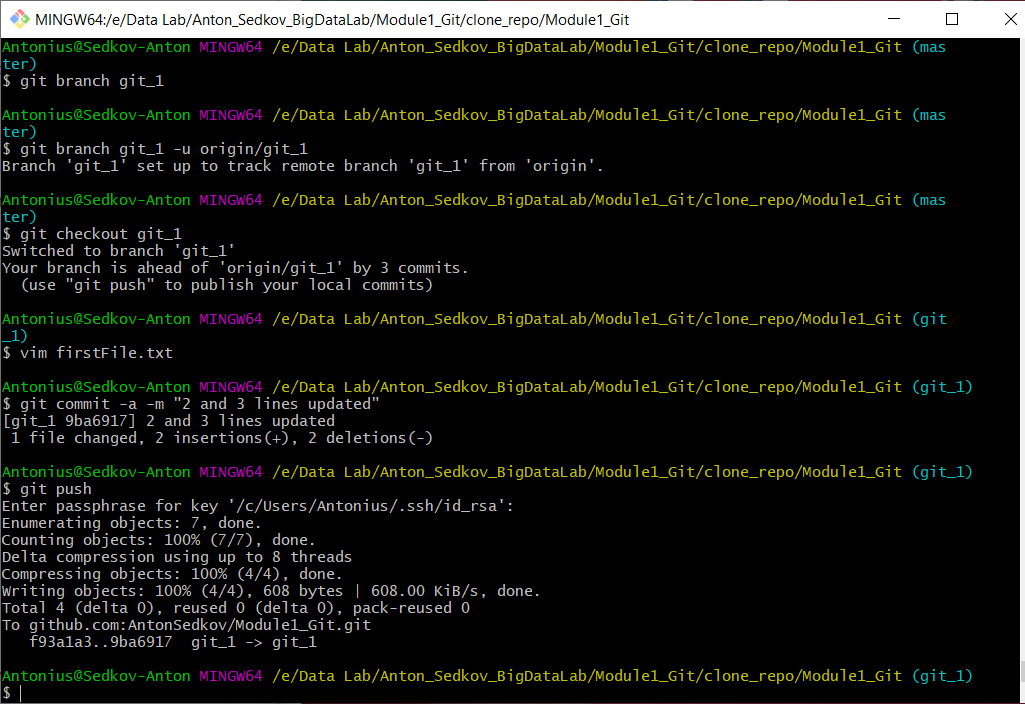 MINGW64:/e/Data Lab/Anton_Sedkov_BigDataLab/Module1_Git/clone_repo/Module1_Git
Antonius@Sedkov-Anton MINGW64 /e/Data Lab/Anton_Sedkov_BigDataLab/Module1_Git/clone_repo/Module1_Git (mas
ter)
$ git branch git_1
Antonius@Sedkov-Anton MINGW64 /e/Data Lab/Anton_Sedkov_BigDataLab/Module1_Git/clone_repo/Module1_Git (mas
ter)
$ git branch git_1 -u origin/git_1
Branch 'git_1' set up to track remote branch 'git_1' from 'origin'.
Antonius@Sedkov-Anton MINGW64 /e/Data Lab/Anton_Sedkov_BigDataLab/Module1_Git/clone_repo/Module1_Git (mas
ter)
$ git checkout git_1
Switched to branch 'git_1'
Your branch is ahead of 'origin/git_1' by 3 commits.
  (use "git push" to publish your local commits)
Antonius@Sedkov-Anton MINGW64 /e/Data Lab/Anton_Sedkov_BigDataLab/Module1_Git/clone_repo/Module1_Git (git
_1)
$ vim firstFile.txt
Antonius@Sedkov-Anton MINGW64 /e/Data Lab/Anton_Sedkov_BigDataLab/Module1_Git/clone_repo/Module1_Git (git_1)
$ git commit -a -m "2 and 3 lines updated"
[git_1 9ba6917] 2 and 3 lines updated
 1 file changed, 2 insertions(+), 2 deletions(-)
Antonius@Sedkov-Anton MINGW64 /e/Data Lab/Anton_Sedkov_BigDataLab/Module1_Git/clone_repo/Module1_Git (git_1)
$ git push
Enter passphrase for key '/c/Users/Antonius/.ssh/id_rsa':
Enumerating objects: 7, done.
Counting objects: 100% (7/7), done.
Delta compression using up to 8 threads
Compressing objects: 100% (4/4), done.
Writing objects: 100% (4/4), 608 bytes | 608.00 KiB/s, done.
Total 4 (delta 0), reused 0 (delta 0), pack-reused 0
To github.com:AntonSedkov/Module1_Git.git
   f93a1a3..9ba6917  git_1 -> git_1
Antonius@Sedkov-Anton MINGW64 /e/Data Lab/Anton_Sedkov_BigDataLab/Module1_Git/clone_repo/Module1_Git (git_1)
$